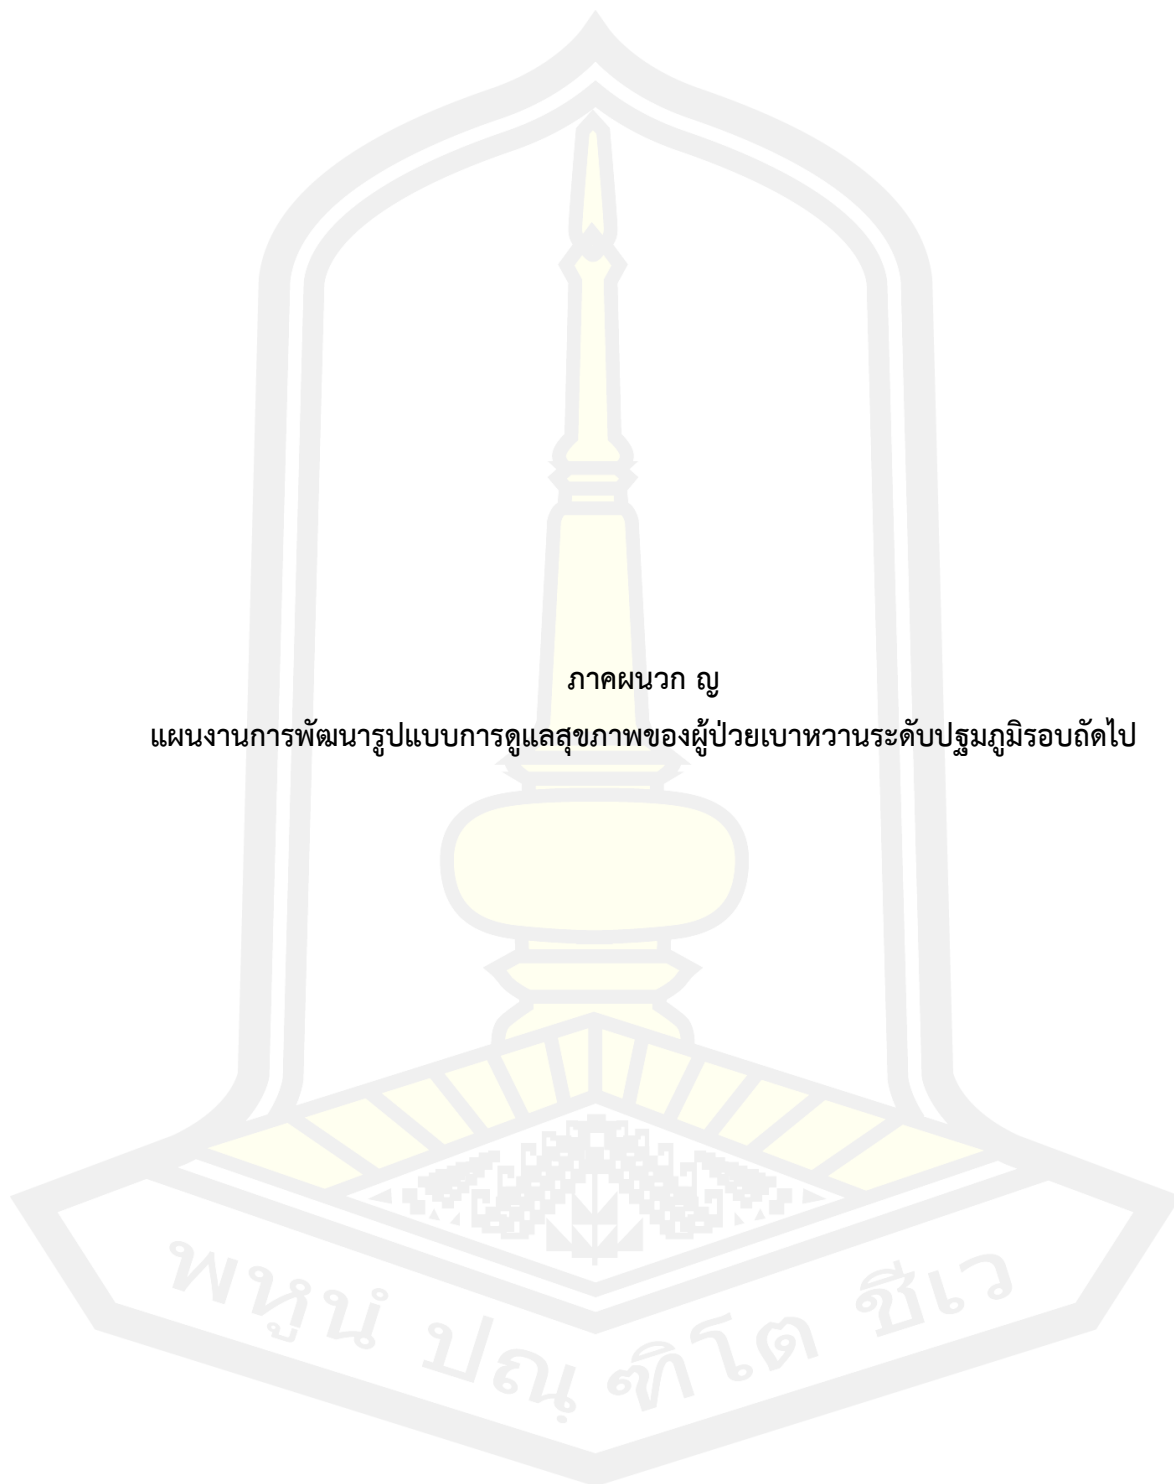 ภาคผนวก ญ
แผนงานการพัฒนารูปแบบการดูแลสุขภาพของผู้ป่วยเบาหวานระดับปฐมภูมิรอบถัดไป
พหูนํ ปณฺฑิโต ชีเว